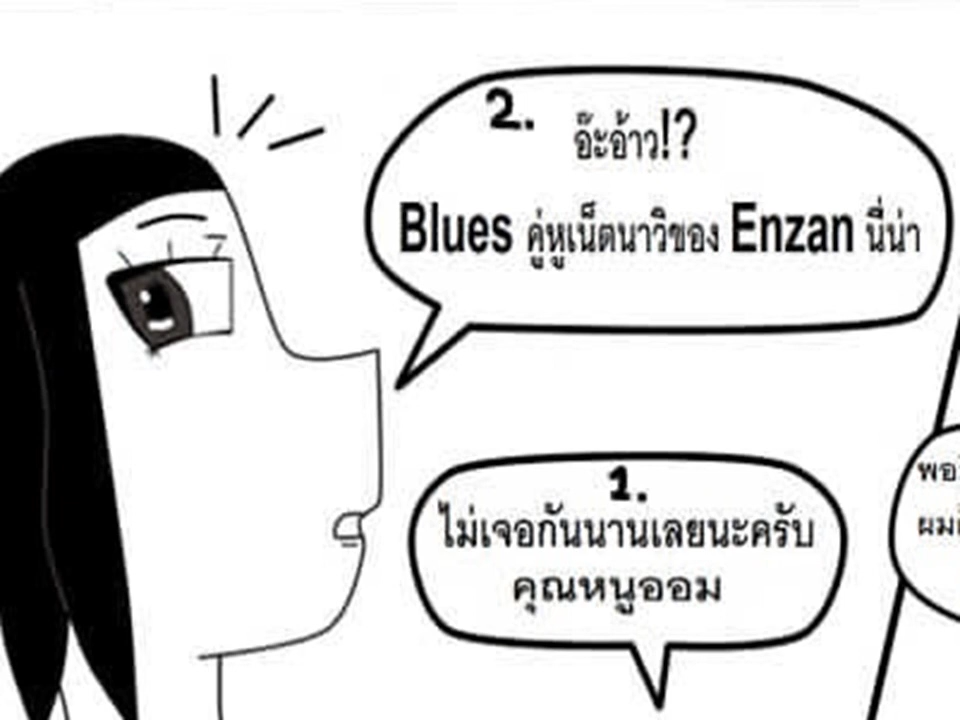 2.
อ๊ะอ้าว!?
Blues คู่หูเน็ตนาวิของ Enzan นี่น่า
1.
ไม่เจอกันนานเลยนะครับ
คุณหนูออม